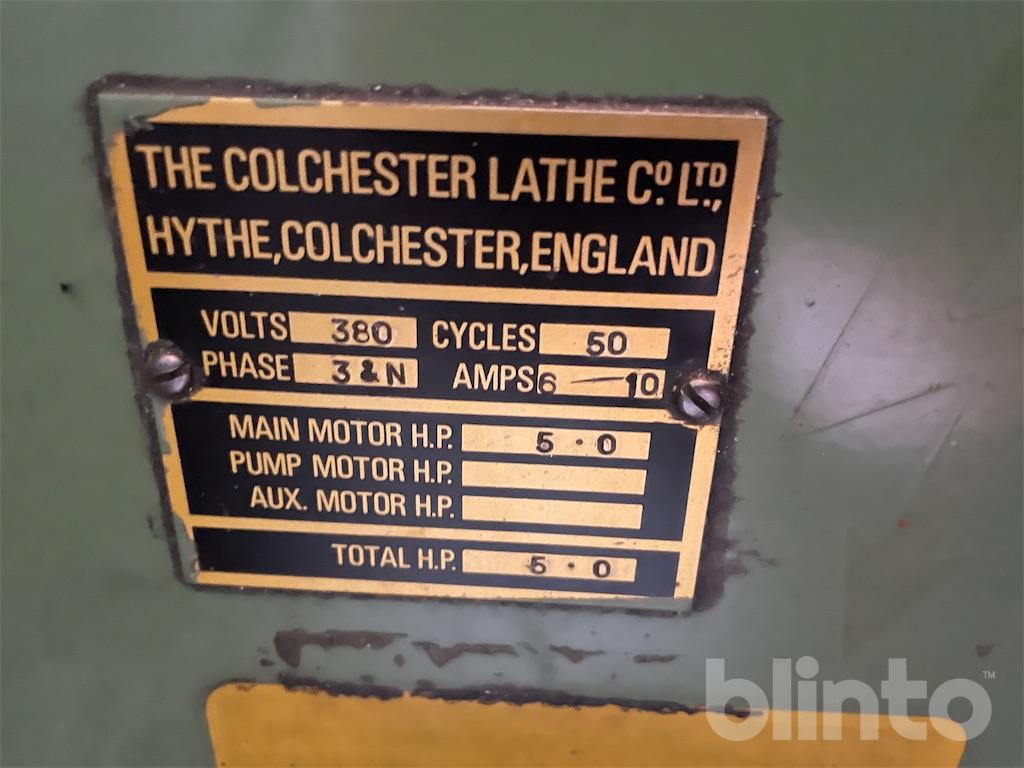 THE COLCHESTER LATHE Cº. LTD.,
HYTHE, COLCHESTER, ENGLAND
VOLTS 380 CYCLES 50
PHASE 3 & N AMPS 6 — 10
MAIN MOTOR H.P. 5·0
PUMP MOTOR H.P.
AUX. MOTOR H.P.
TOTAL H.P. 5·0
blinto™